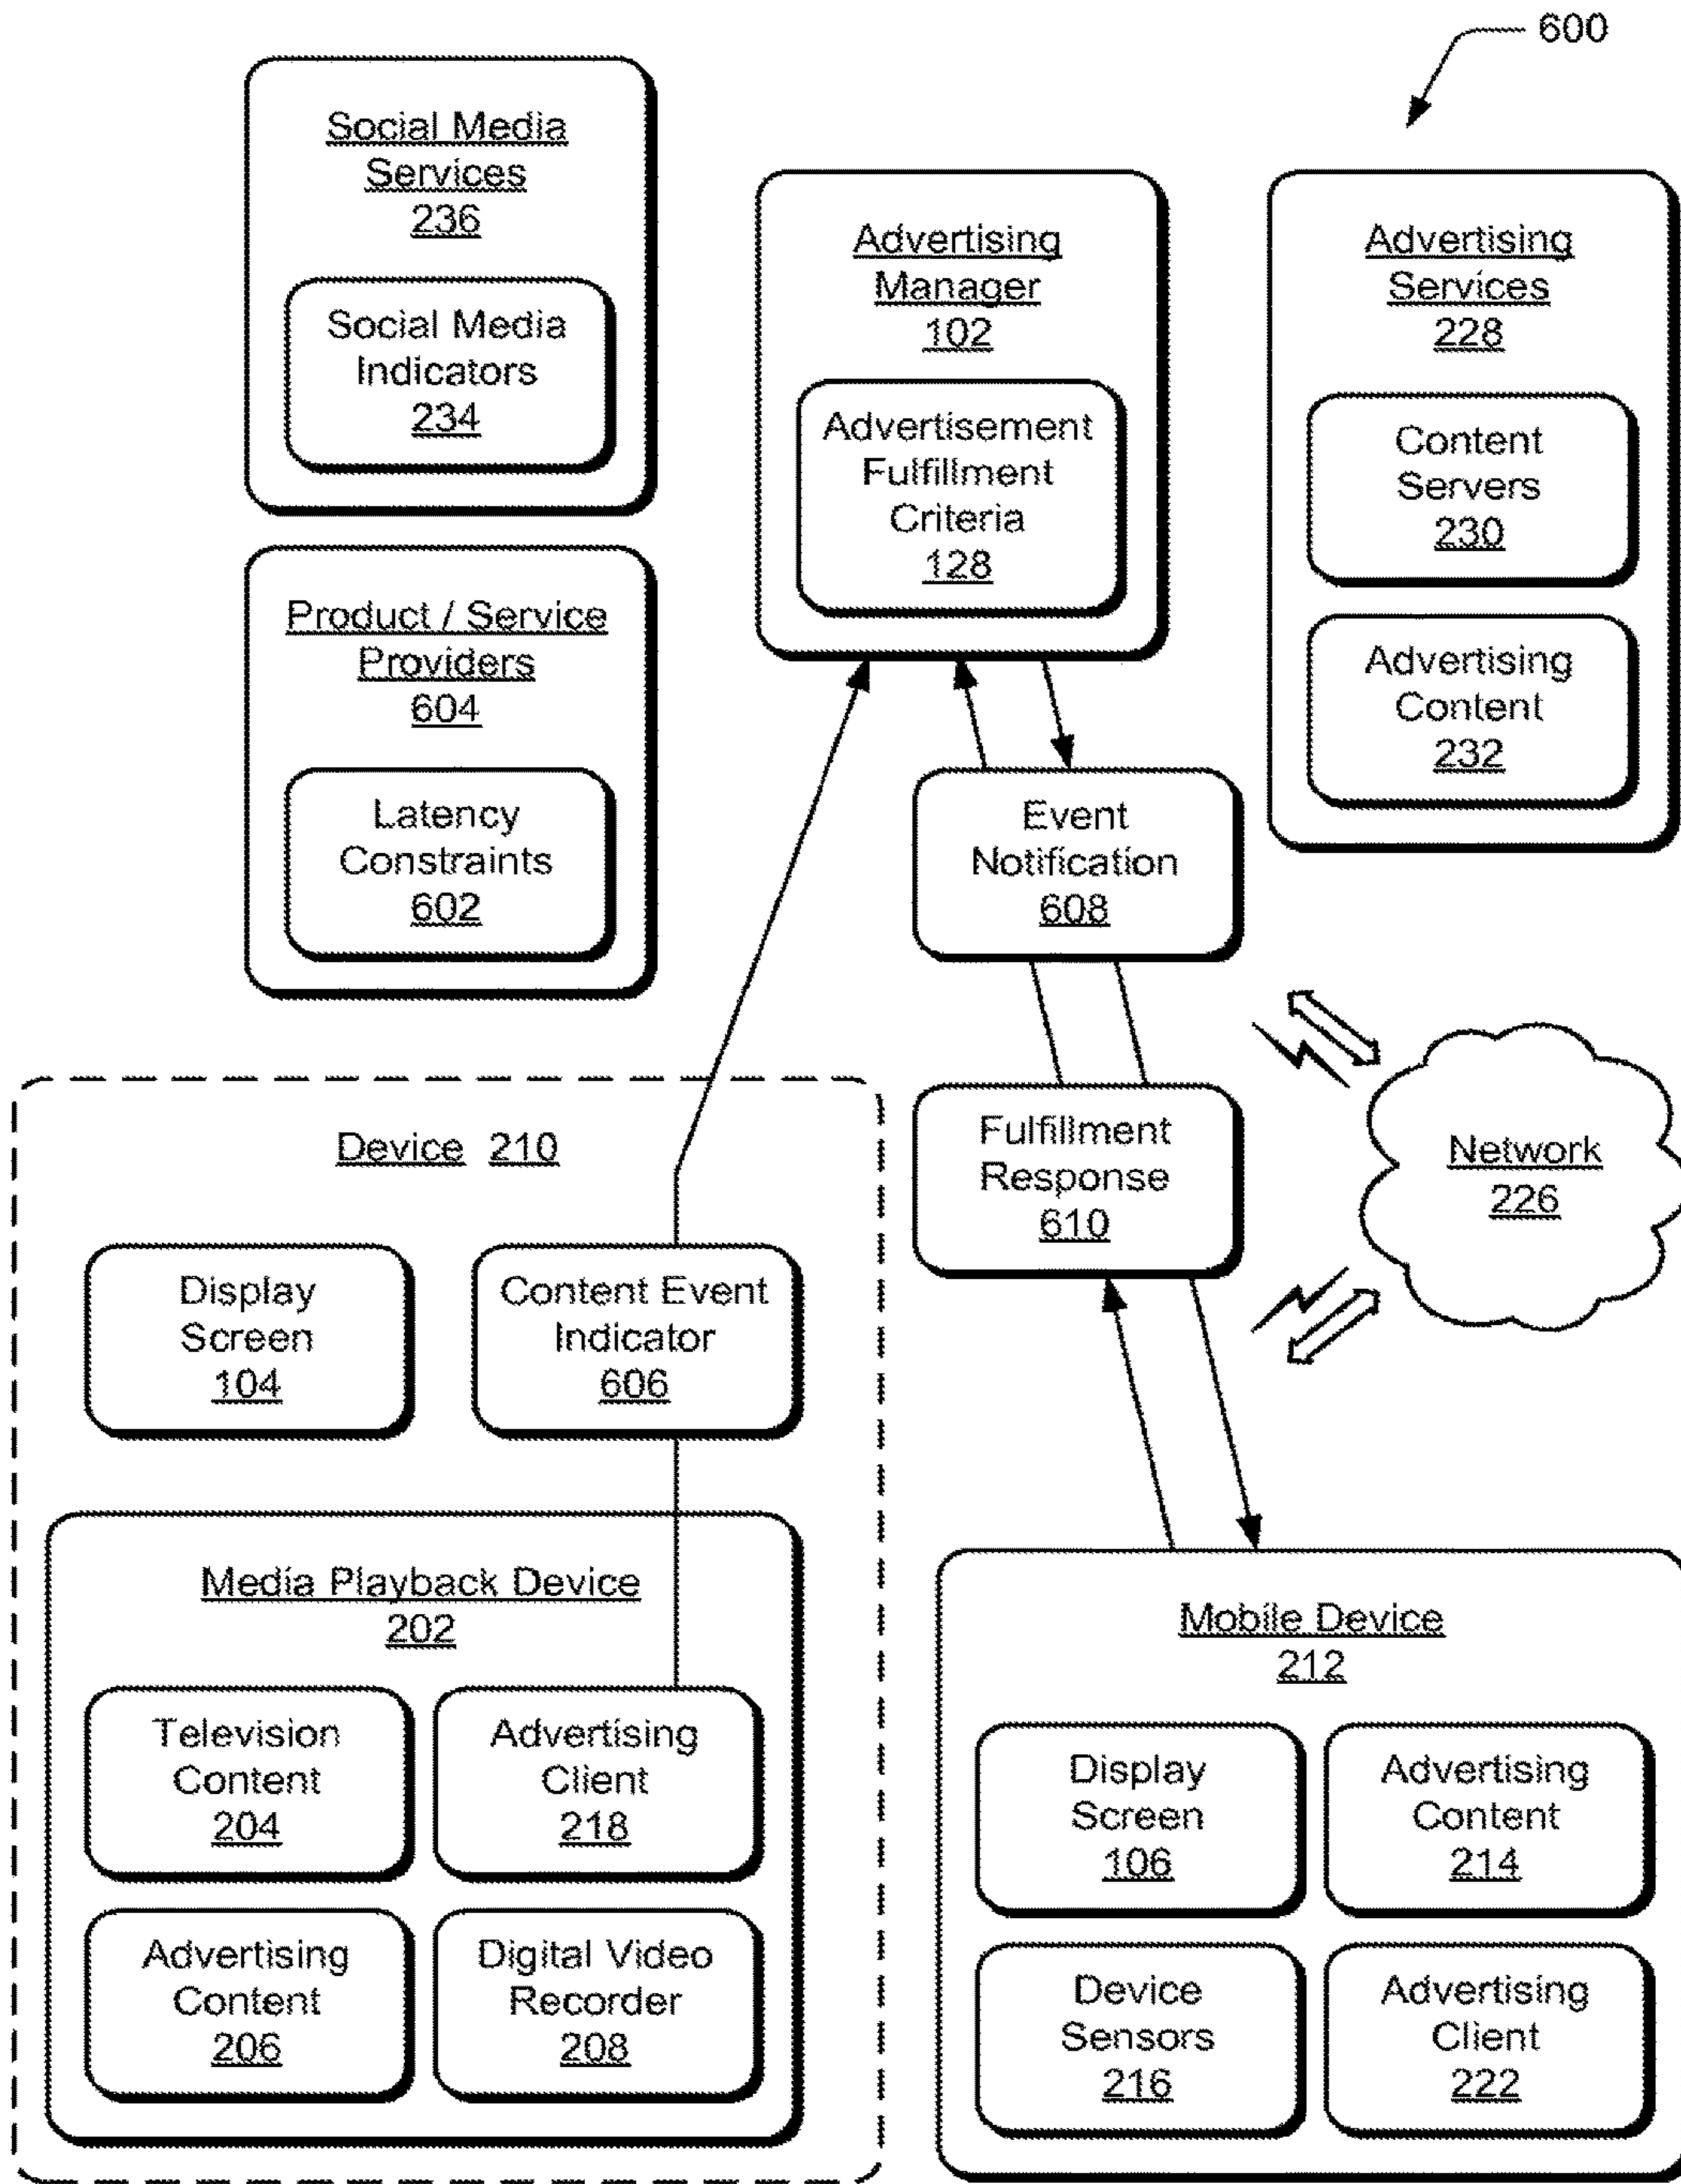 600
Social Media
Services
236
Social Media
Indicators
234
Advertising
Manager
102
Advertisement
Fulfillment
Criteria
128
Advertising
Services
228
Content
Servers
230
Advertising
Content
232
Product / Service
Providers
604
Latency
Constraints
602
Event
Notification
608
Fulfillment
Response
610
Network
226
Device 210
Display
Screen
104
Content Event
Indicator
606
Media Playback Device
202
Television
Content
204
Advertising
Client
218
Advertising
Content
206
Digital Video
Recorder
208
Mobile Device
212
Display
Screen
106
Advertising
Content
214
Device
Sensors
216
Advertising
Client
222